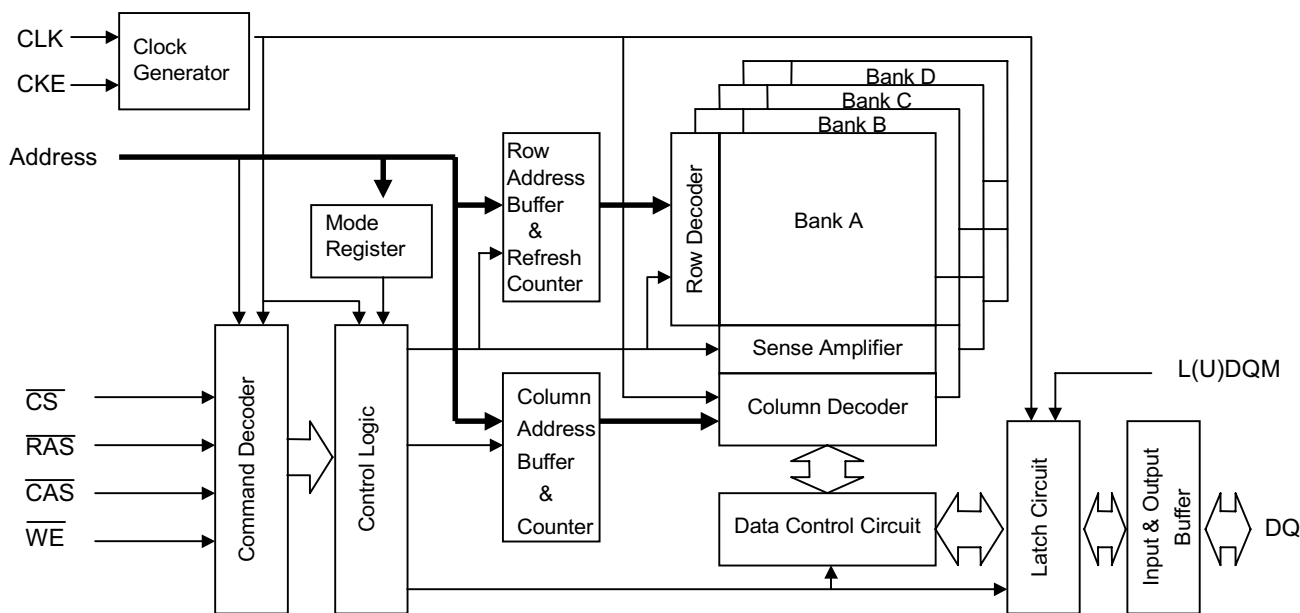 CLK
CKE
Clock
Generator
Bank D
Bank C
Bank B
Address
Row
Address
Buffer
&
Refresh
Counter
Row Decoder
Bank A
Mode
Register
Sense Amplifier
Column Decoder
L(U)DQM
CS
RAS
CAS
WE
Command Decoder
Control Logic
Column
Address
Buffer
&
Counter
Data Control Circuit
Latch Circuit
Input & Output
Buffer
DQ